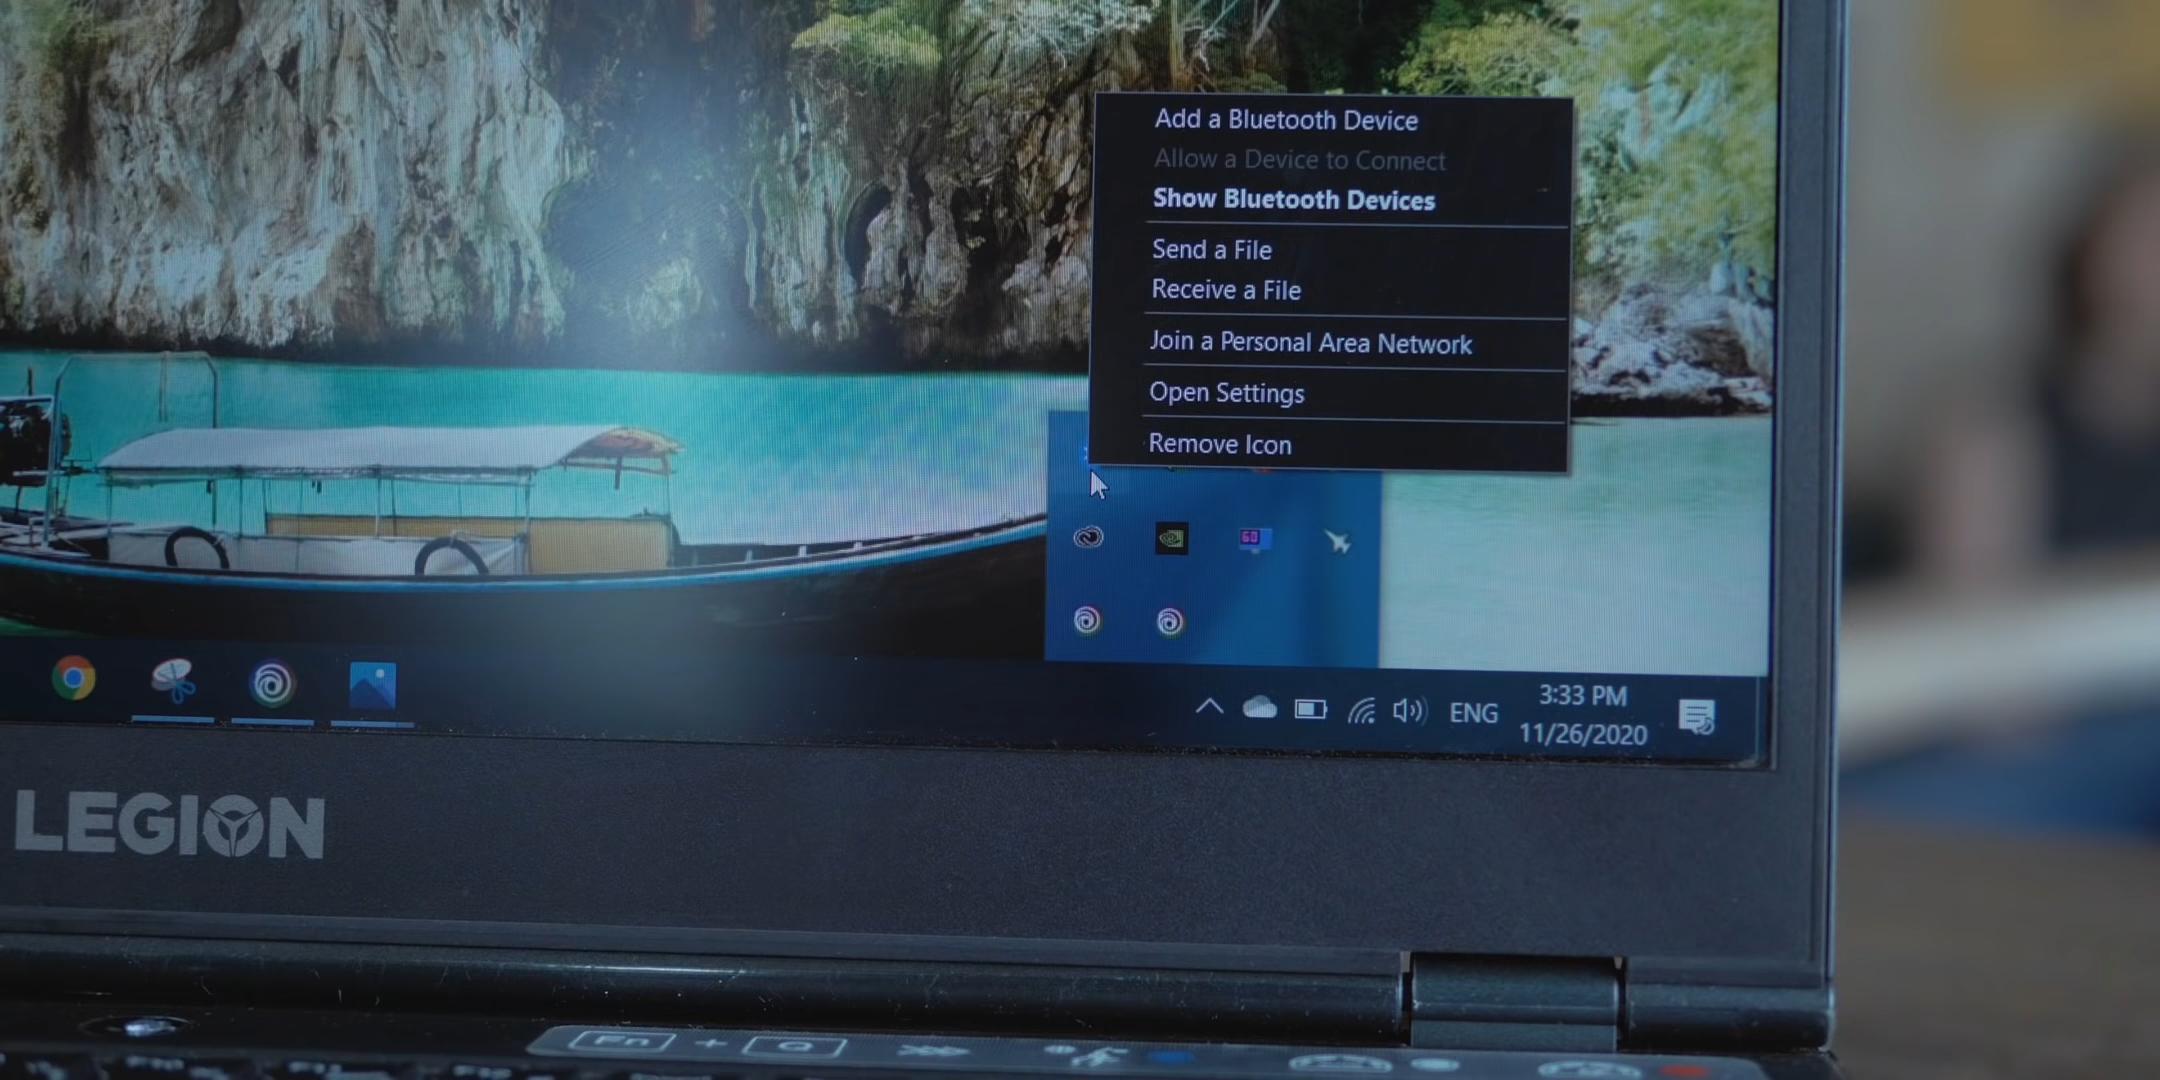 Add a Bluetooth Device
Allow a Device to Connect
Show Bluetooth Devices
Send a File
Receive a File
Join a Personal Area Network
Open Settings
Remove Icon
60
ENG
3:33 PM
11/26/2020
LEGION
Fn + Q